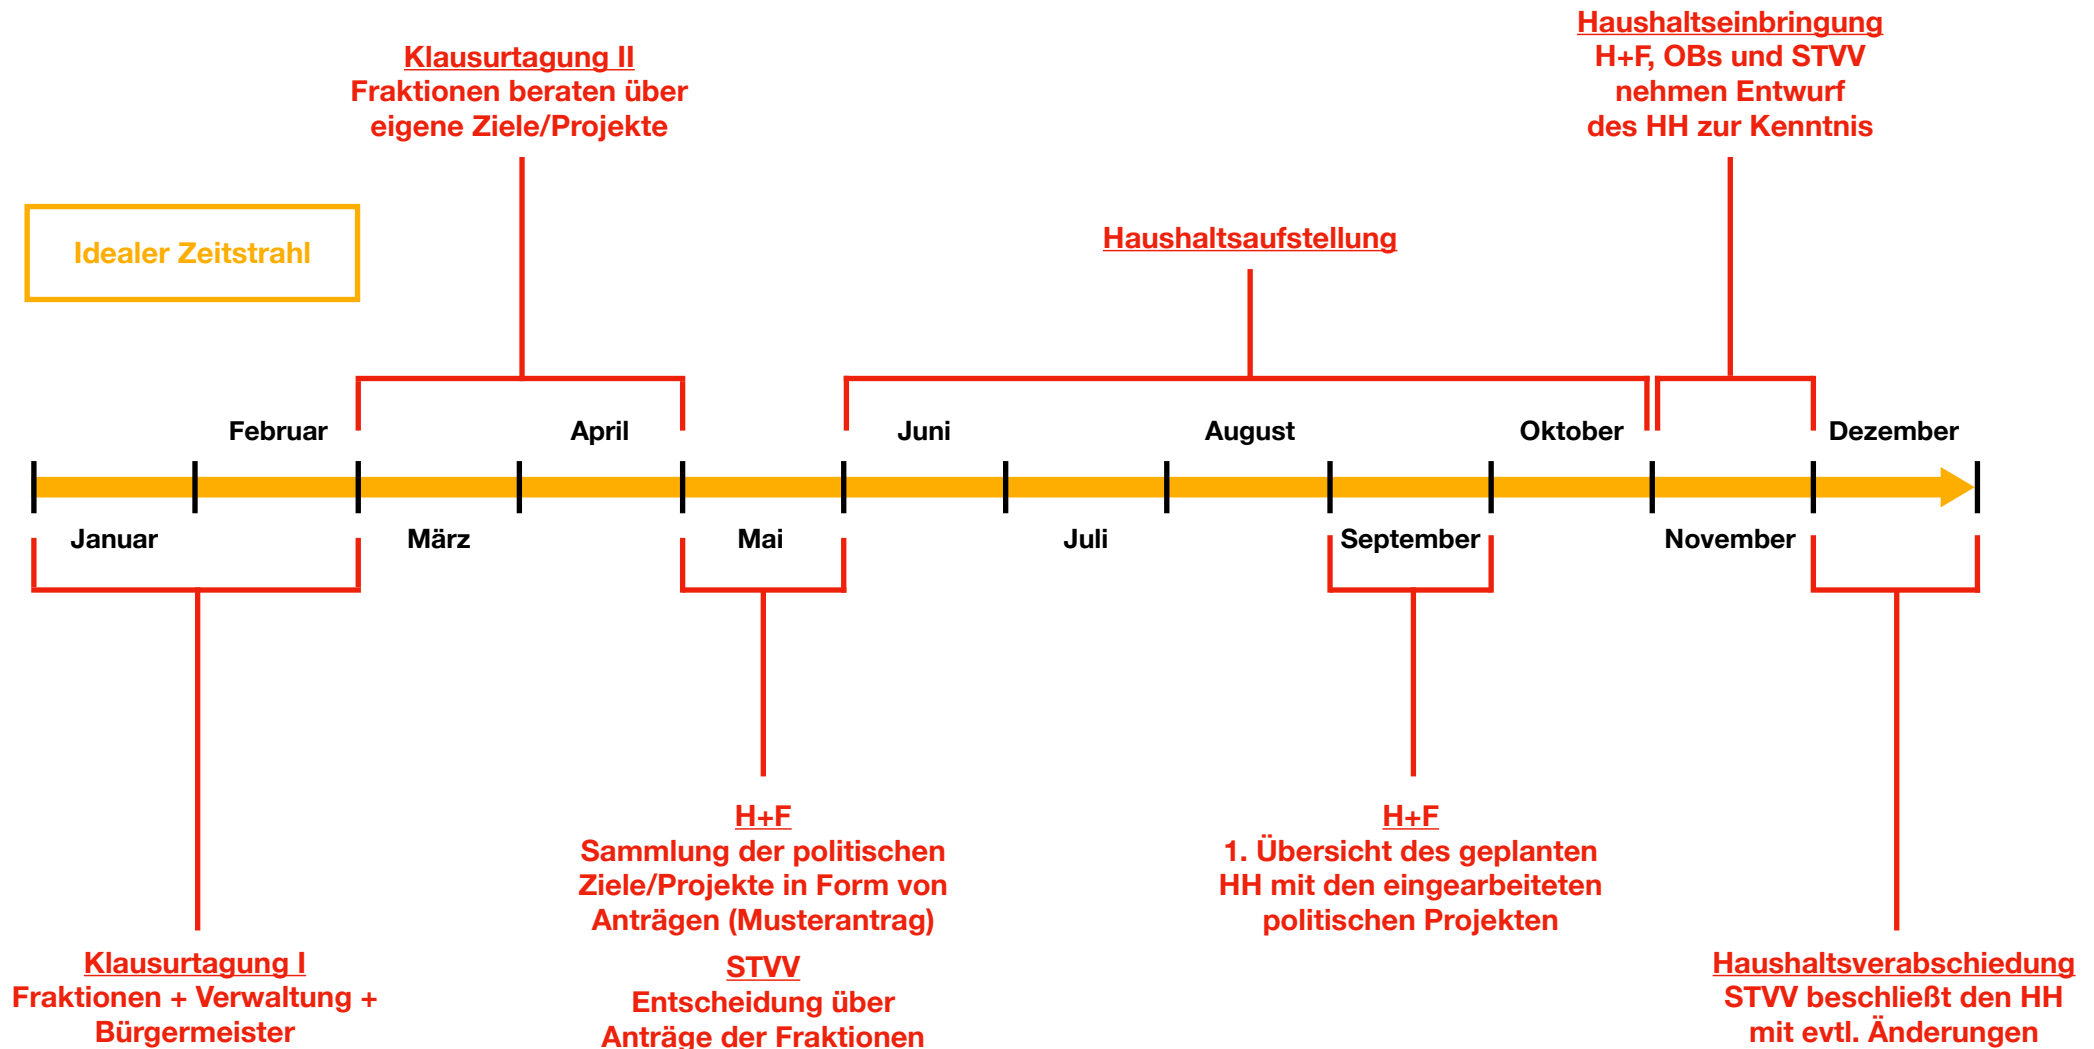 Haushaltseinbringung
H+F, OBs und STVV
nehmen Entwurf
des HH zur Kenntnis
Klausurtagung II
Fraktionen beraten über
eigene Ziele/Projekte
Idealer Zeitstrahl
Haushaltsaufstellung
Februar
April
Juni
August
Oktober
Dezember
Januar
März
Mai
Juli
September
November
H+F
Sammlung der politischen
Ziele/Projekte in Form von
Anträgen (Musterantrag)
STVV
Entscheidung über
Anträge der Fraktionen
H+F
1. Übersicht des geplanten
HH mit den eingearbeiteten
politischen Projekten
Klausurtagung I
Fraktionen + Verwaltung +
Bürgermeister
Haushaltsverabschiedung
STVV beschließt den HH
mit evtl. Änderungen